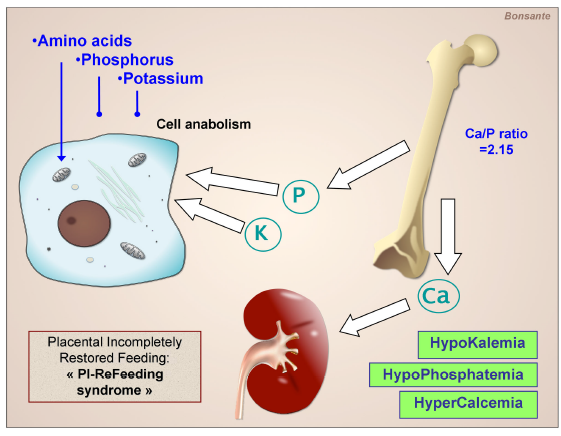 Bonsante
•Amino acids
•Phosphorus
•Potassium
Cell anabolism
Ca/P ratio
=2.15
P
K
Ca
Placental Incompletely
Restored Feeding:
« PI-ReFeeding
syndrome »
HypoKalemia
HypoPhosphatemia
HyperCalcemia